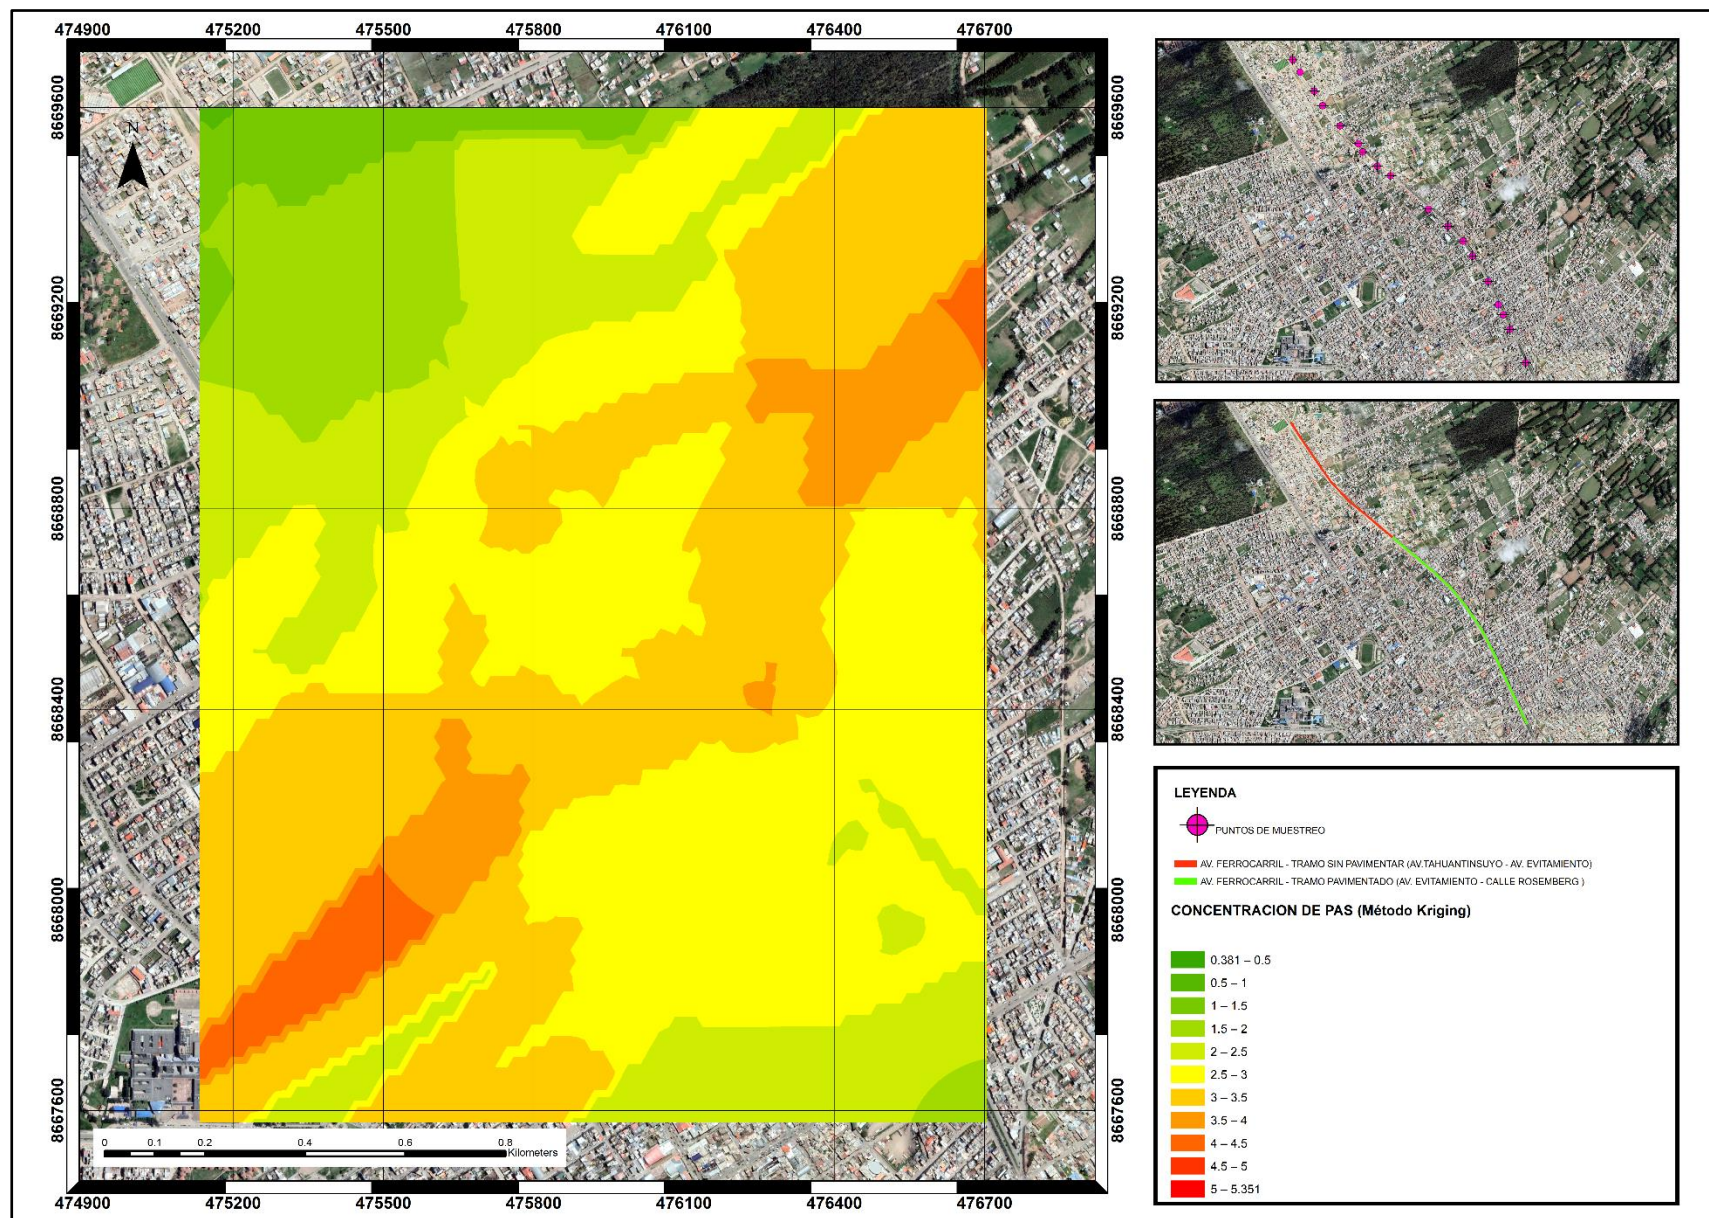 474900 475200 475500 475800 476100 476400 476700
8669600 8669600
N
8669200 8669200
8668800 8668800
8668400 8668400
8668000 8668000
8667600 8667600
0 0.1 0.2 0.4 0.6 0.8
Kilometers
474900 475200 475500 475800 476100 476400 476700
LEYENDA
PUNTOS DE MUESTREO
AV. FERROCARRIL - TRAMO SIN PAVIMENTAR (AV.TAHUANTINSUYO - AV. EVITAMIENTO)
AV. FERROCARRIL - TRAMO PAVIMENTADO (AV. EVITAMIENTO - CALLE ROSEMBERG )
CONCENTRACION DE PAS (Método Kriging)
0.381 – 0.5
0.5 – 1
1 – 1.5
1.5 – 2
2 – 2.5
2.5 – 3
3 – 3.5
3.5 – 4
4 – 4.5
4.5 – 5
5 – 5.351